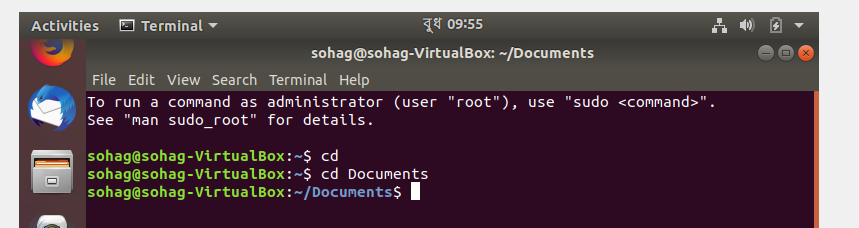 Activities Terminal বুধ 09:55
sohag@sohag-VirtualBox: ~/Documents
File Edit View Search Terminal Help
To run a command as administrator (user "root"), use "sudo <command>".
See "man sudo_root" for details.
sohag@sohag-VirtualBox:~$ cd
sohag@sohag-VirtualBox:~$ cd Documents
sohag@sohag-VirtualBox:~/Documents$